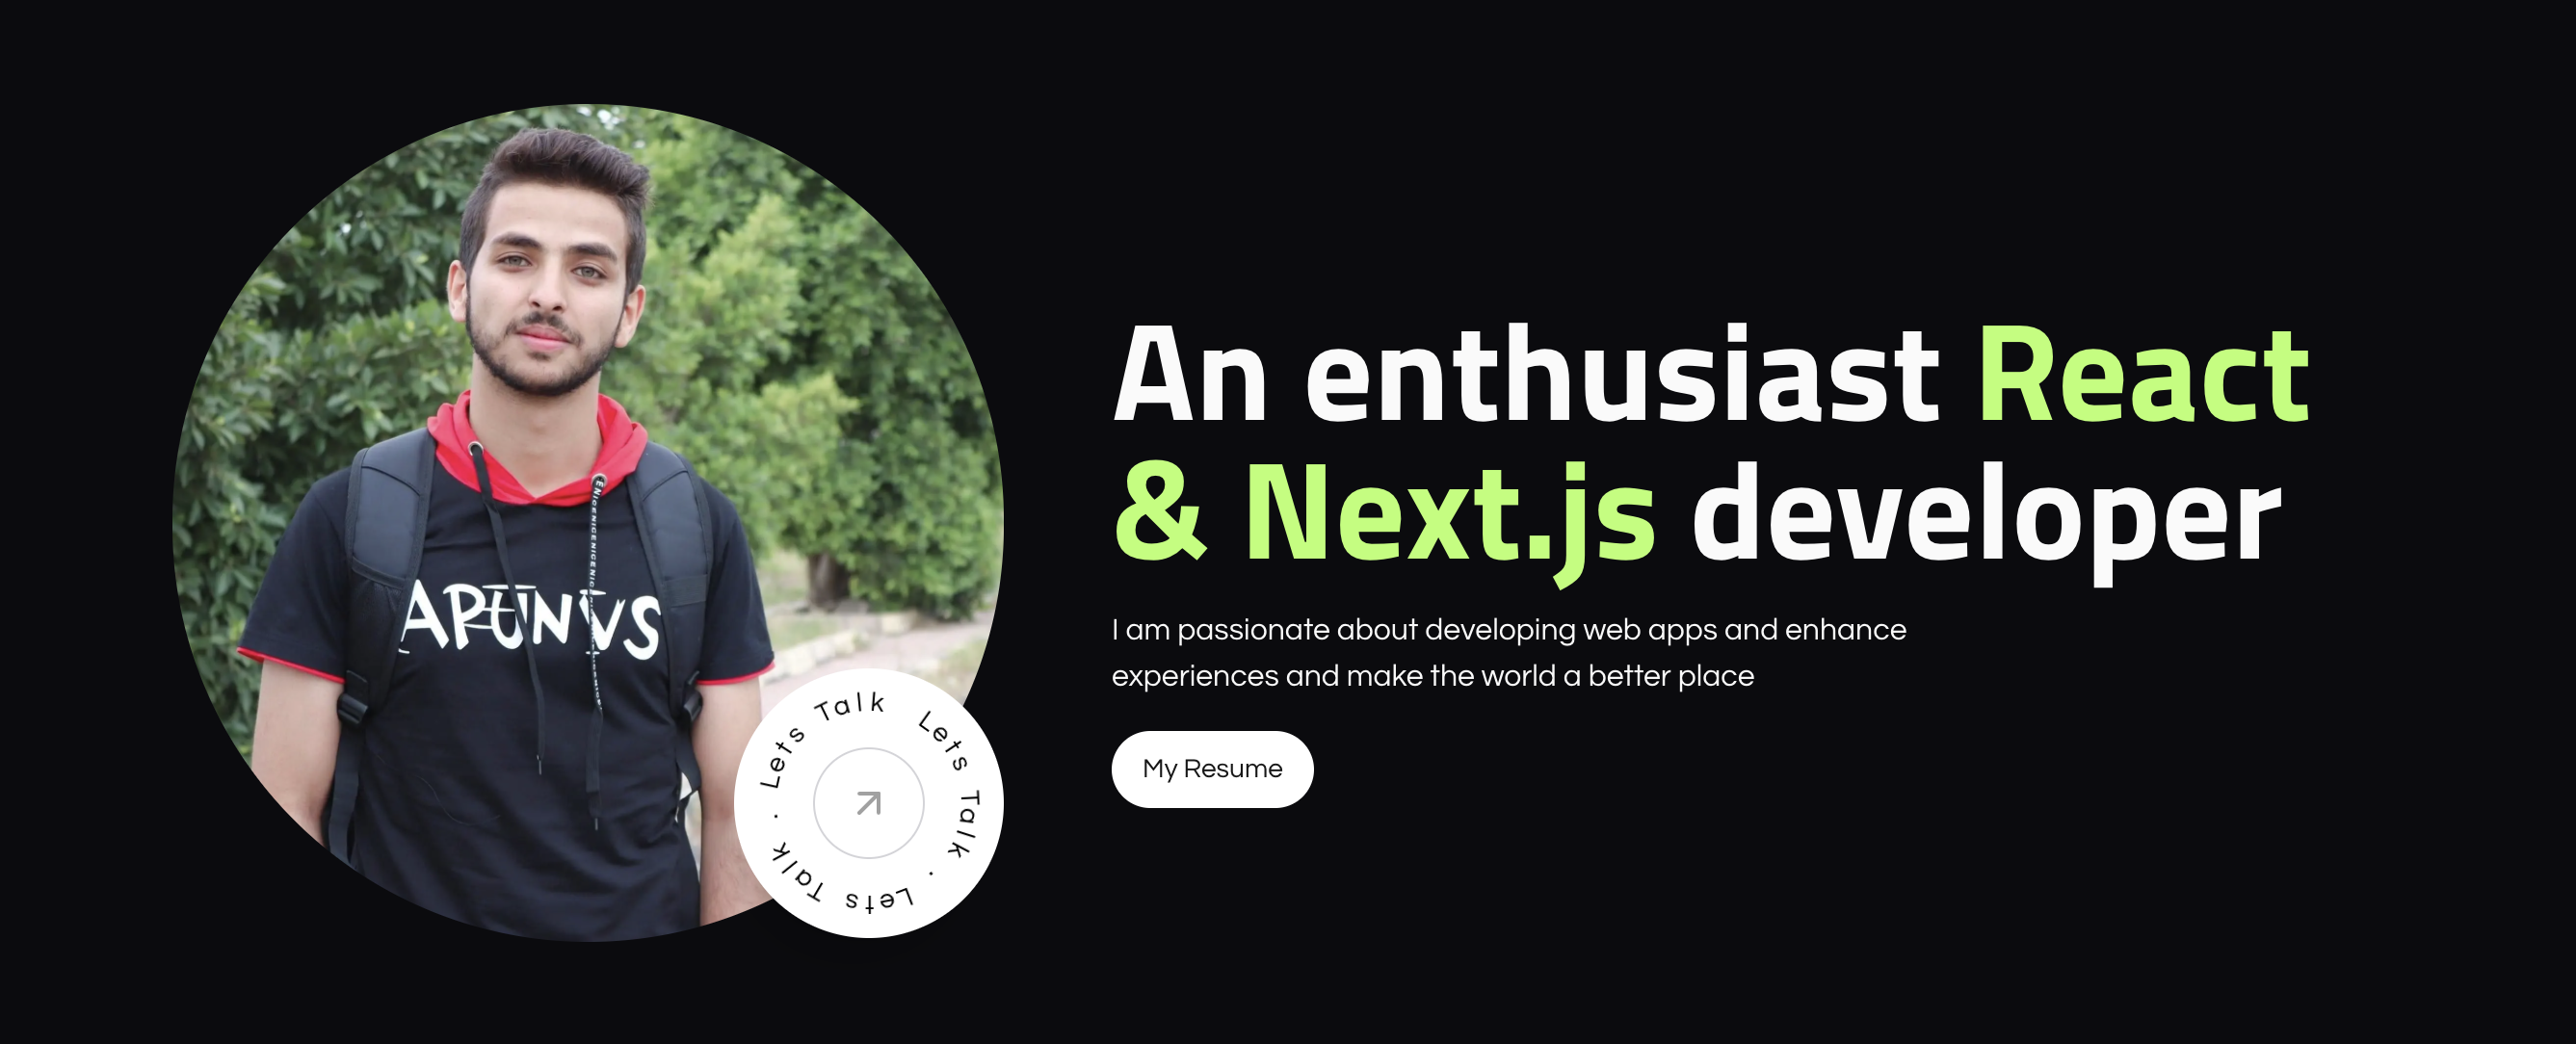 An enthusiast React
& Next.js developer
I am passionate about developing web apps and enhance
experiences and make the world a better place
My Resume
Lets Talk Lets Talk · Lets Talk ·